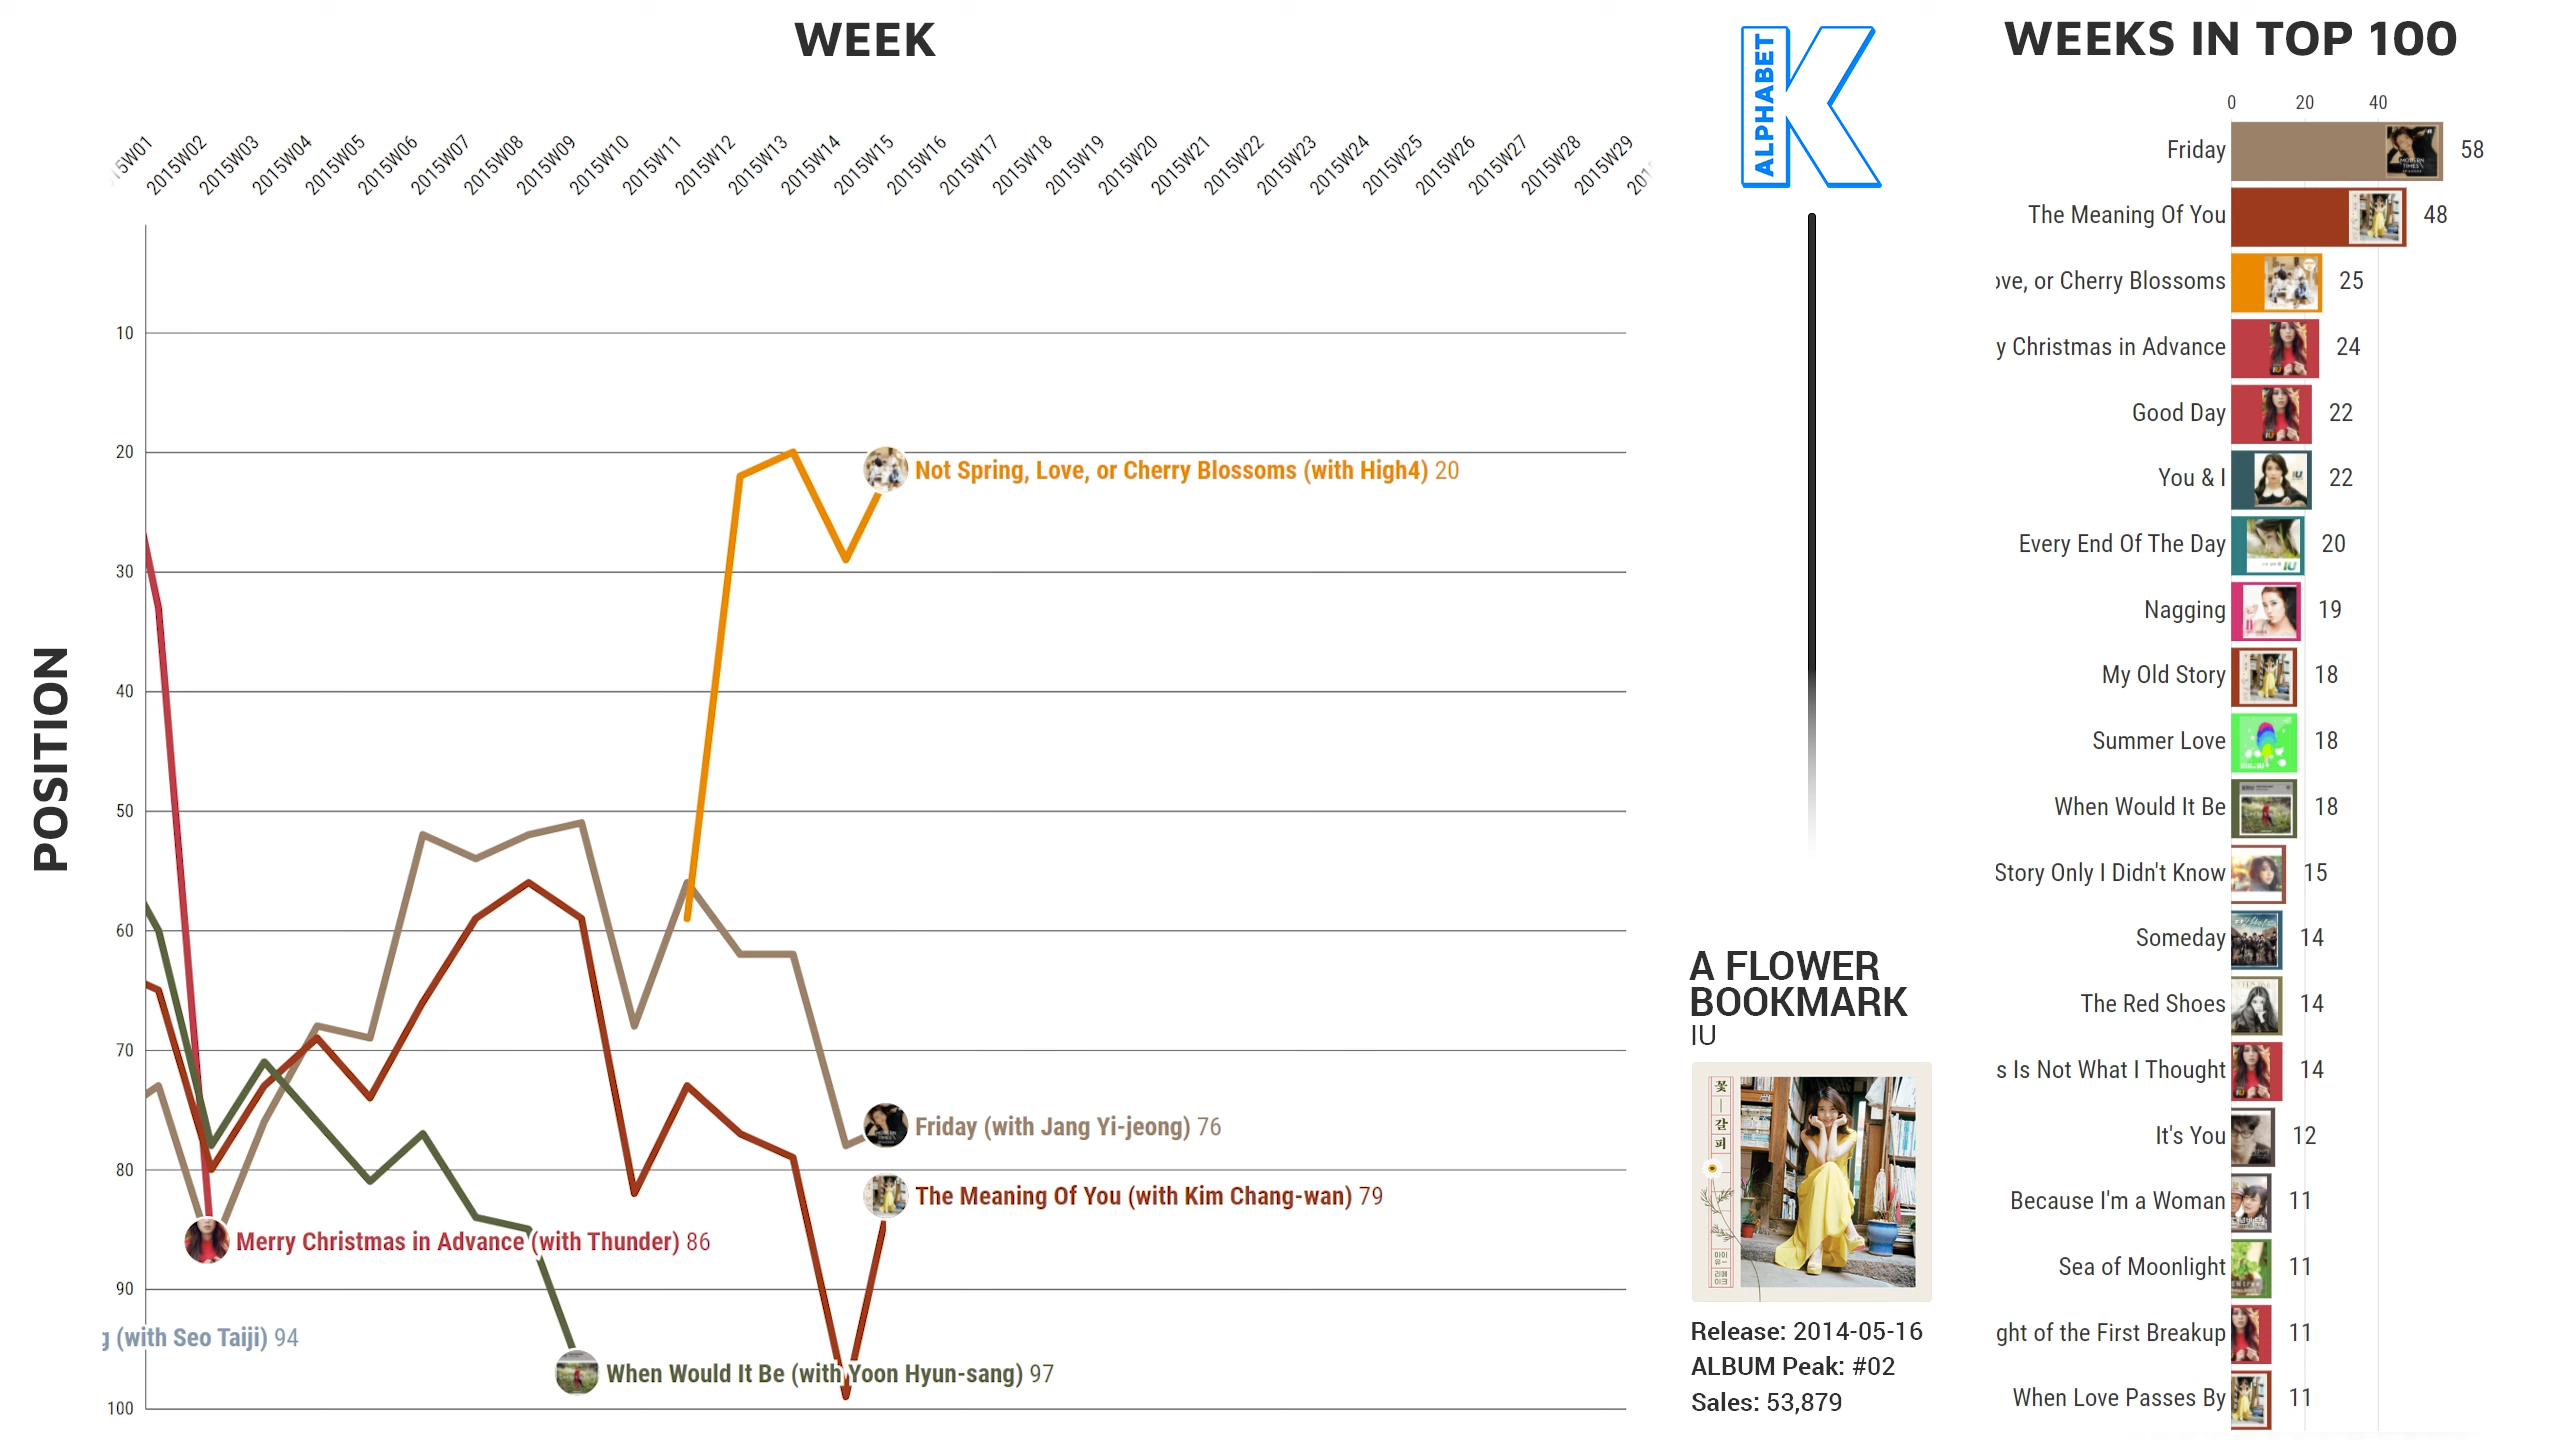 WEEK
WEEKS IN TOP 100
ALPHABET
K
5W01
2015W02
2015W03
2015W04
2015W05
2015W06
2015W07
2015W08
2015W09
2015W10
2015W11
2015W12
2015W13
2015W14
2015W15
2015W16
2015W17
2015W18
2015W19
2015W20
2015W21
2015W22
2015W23
2015W24
2015W25
2015W26
2015W27
2015W28
2015W29
POSITION
10
20
30
40
50
60
70
80
90
100
Not Spring, Love, or Cherry Blossoms (with High4) 20
Friday (with Jang Yi-jeong) 76
The Meaning Of You (with Kim Chang-wan) 79
Merry Christmas in Advance (with Thunder) 86
(with Seo Taiji) 94
When Would It Be (with Yoon Hyun-sang) 97
A FLOWER
BOOKMARK
IU
꽃
갈
피
Release: 2014-05-16
ALBUM Peak: #02
Sales: 53,879
0 20 40
Friday 58
The Meaning Of You 48
ove, or Cherry Blossoms 25
y Christmas in Advance 24
Good Day 22
You & I 22
Every End Of The Day 20
Nagging 19
My Old Story 18
Summer Love 18
When Would It Be 18
Story Only I Didn't Know 15
Someday 14
The Red Shoes 14
s Is Not What I Thought 14
It's You 12
Because I'm a Woman 11
Sea of Moonlight 11
ght of the First Breakup 11
When Love Passes By 11